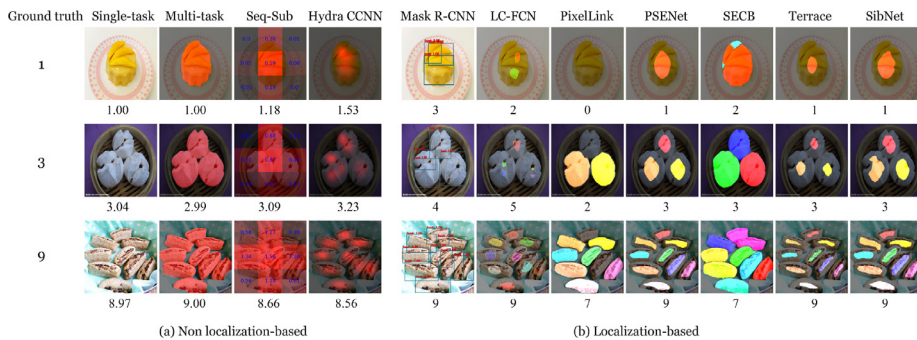 Ground truth Single-task Multi-task Seq-Sub Hydra CCNN Mask R-CNN LC-FCN PixelLink PSENet SECB Terrace SibNet
1
1.00 1.00 1.18 1.53 3 2 0 1 2 1 1
3
3.04 2.99 3.09 3.23 4 5 2 3 3 3 3
9
8.97 9.00 8.66 8.56 9 9 7 9 7 9 9
(a) Non localization-based (b) Localization-based